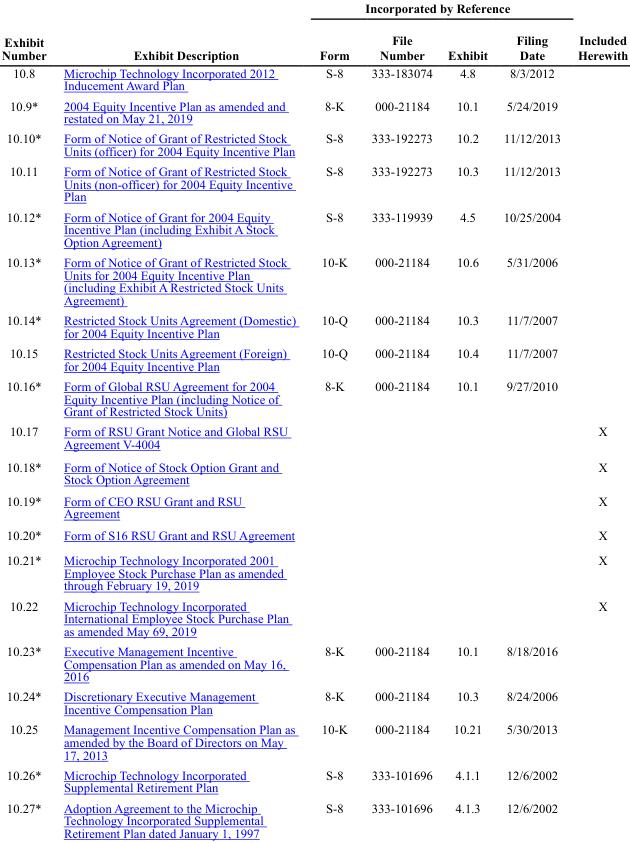 Incorporated by Reference
Exhibit Number Exhibit Description Form File Number Exhibit Filing Date Included Herewith
10.8 Microchip Technology Incorporated 2012 S-8 333-183074 4.8 8/3/2012
Inducement Award Plan
10.9* 2004 Equity Incentive Plan as amended and 8-K 000-21184 10.1 5/24/2019
restated on May 21, 2019
10.10* Form of Notice of Grant of Restricted Stock S-8 333-192273 10.2 11/12/2013
Units (officer) for 2004 Equity Incentive Plan
10.11 Form of Notice of Grant of Restricted Stock S-8 333-192273 10.3 11/12/2013
Units (non-officer) for 2004 Equity Incentive
Plan
10.12* Form of Notice of Grant for 2004 Equity S-8 333-119939 4.5 10/25/2004
Incentive Plan (including Exhibit A Stock
Option Agreement)
10.13* Form of Notice of Grant of Restricted Stock 10-K 000-21184 10.6 5/31/2006
Units for 2004 Equity Incentive Plan
(including Exhibit A Restricted Stock Units
Agreement)
10.14* Restricted Stock Units Agreement (Domestic) 10-Q 000-21184 10.3 11/7/2007
for 2004 Equity Incentive Plan
10.15 Restricted Stock Units Agreement (Foreign) 10-Q 000-21184 10.4 11/7/2007
for 2004 Equity Incentive Plan
10.16* Form of Global RSU Agreement for 2004 8-K 000-21184 10.1 9/27/2010
Equity Incentive Plan (including Notice of
Grant of Restricted Stock Units)
10.17 Form of RSU Grant Notice and Global RSU X
Agreement V-4004
10.18* Form of Notice of Stock Option Grant and X
Stock Option Agreement
10.19* Form of CEO RSU Grant and RSU X
Agreement
10.20* Form of S16 RSU Grant and RSU Agreement X
10.21* Microchip Technology Incorporated 2001 X
Employee Stock Purchase Plan as amended
through February 19, 2019
10.22 Microchip Technology Incorporated X
International Employee Stock Purchase Plan
as amended May 69, 2019
10.23* Executive Management Incentive 8-K 000-21184 10.1 8/18/2016
Compensation Plan as amended on May 16,
2016
10.24* Discretionary Executive Management 8-K 000-21184 10.3 8/24/2006
Incentive Compensation Plan
10.25 Management Incentive Compensation Plan as 10-K 000-21184 10.21 5/30/2013
amended by the Board of Directors on May
17, 2013
10.26* Microchip Technology Incorporated S-8 333-101696 4.1.1 12/6/2002
Supplemental Retirement Plan
10.27* Adoption Agreement to the Microchip S-8 333-101696 4.1.3 12/6/2002
Technology Incorporated Supplemental
Retirement Plan dated January 1, 1997